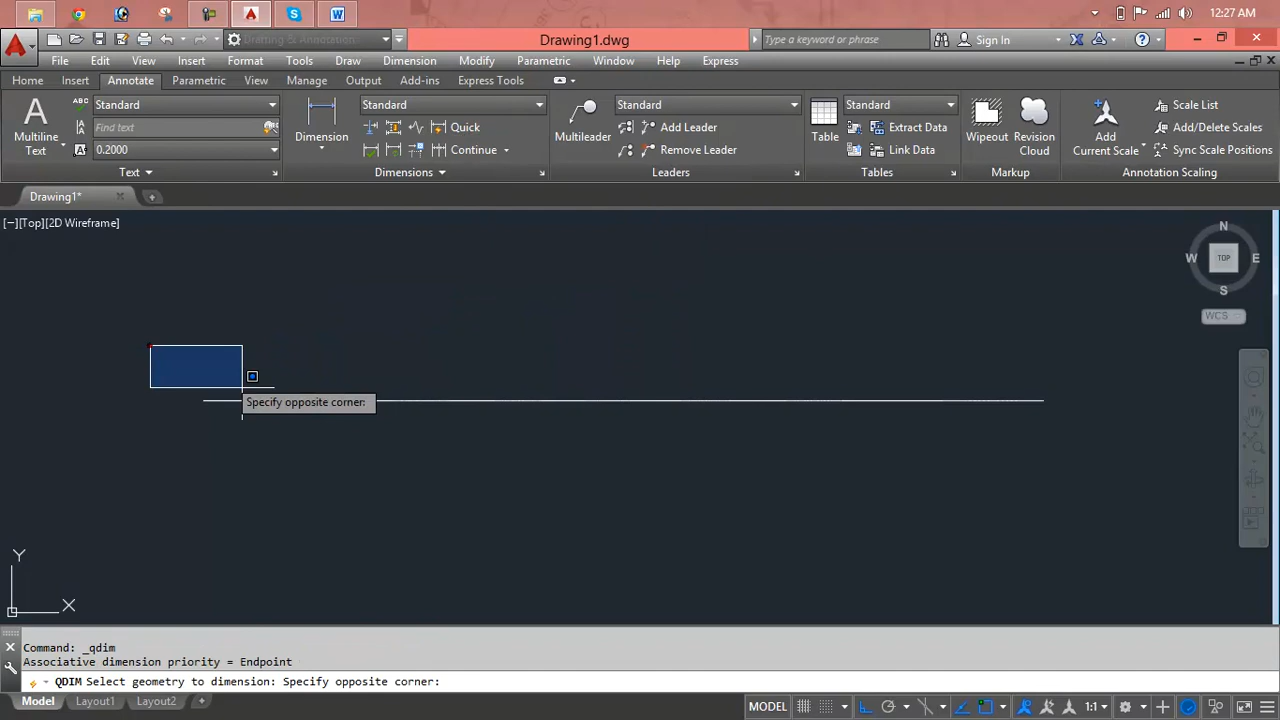 12:27 AM
Drafting & Annotation
Drawing1.dwg
Type a keyword or phrase
Sign In
File Edit View Insert Format Tools Draw Dimension Modify Parametric Window Help Express
Home Insert Annotate Parametric View Manage Output Add-ins Express Tools
Multiline
Text
ABC
Standard
Find text
0.2000
Text
Dimension
Standard
Quick
Continue
Dimensions
Multileader
Standard
Add Leader
Remove Leader
Leaders
Table
Standard
Extract Data
Link Data
Tables
Wipeout
Revision
Cloud
Markup
Add
Current Scale
Scale List
Add/Delete Scales
Sync Scale Positions
Annotation Scaling
Drawing1*
[−][Top][2D Wireframe]
N
W TOP E
S
WCS
Specify opposite corner:
Y
X
Command: _qdim
Associative dimension priority = Endpoint
QDIM Select geometry to dimension: Specify opposite corner:
Model Layout1 Layout2 +
MODEL
1:1